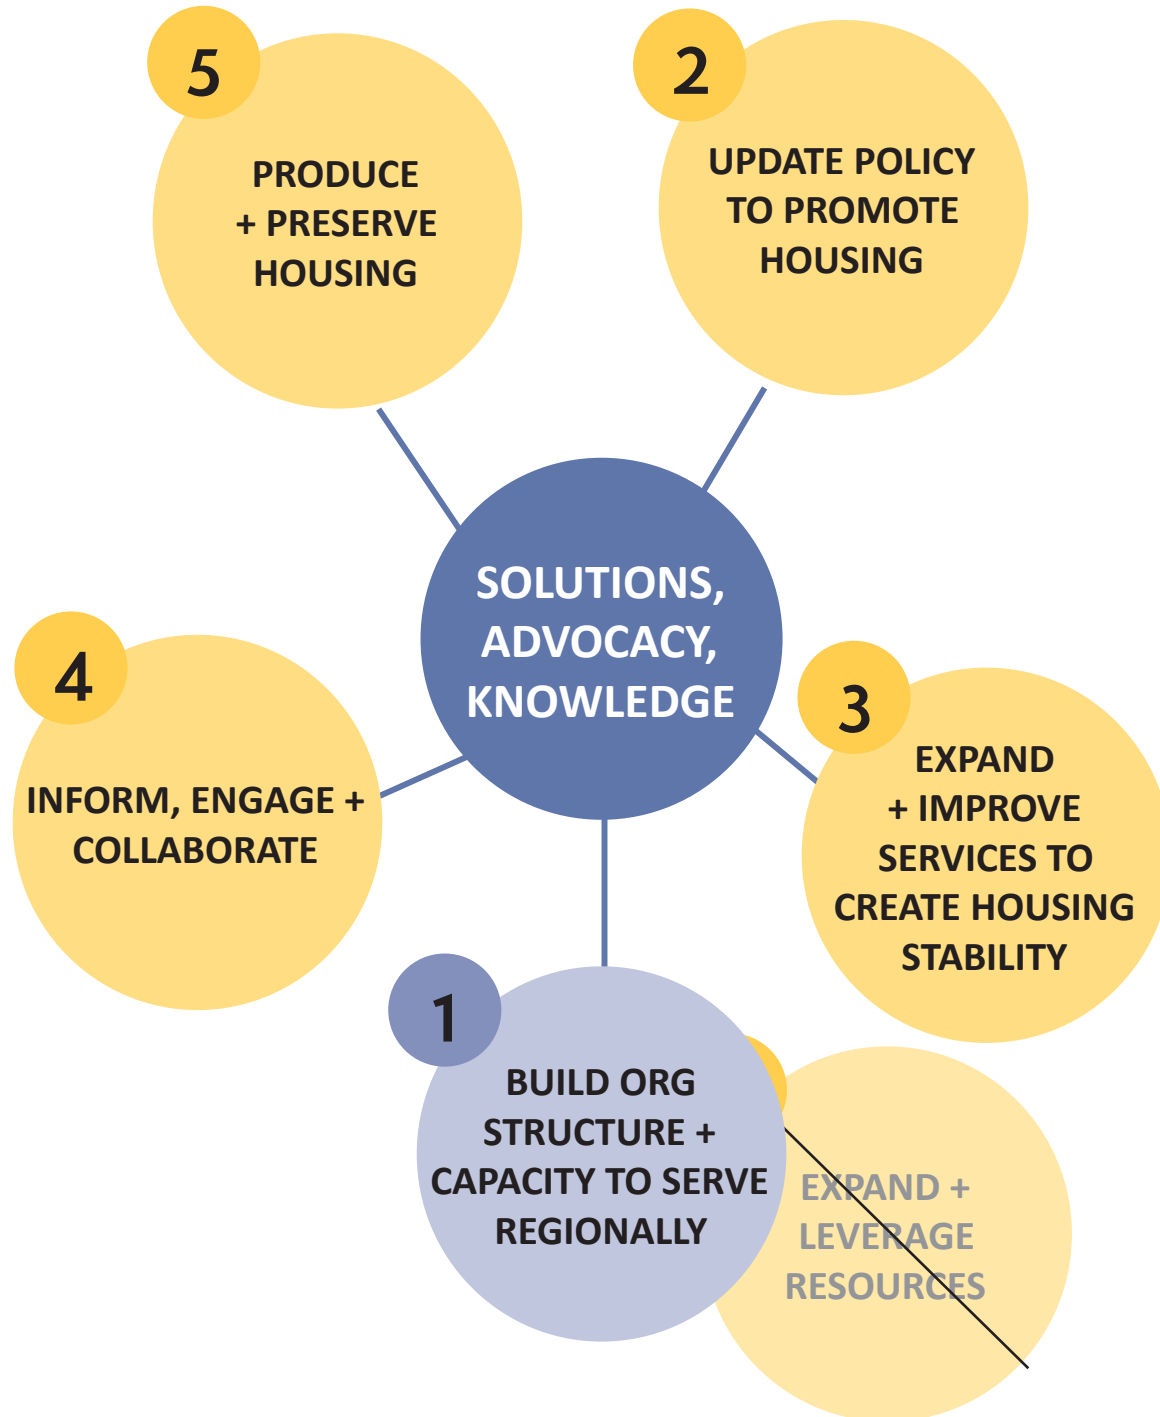 5
PRODUCE
+ PRESERVE
HOUSING
2
UPDATE POLICY
TO PROMOTE
HOUSING
SOLUTIONS,
ADVOCACY,
KNOWLEDGE
4
INFORM, ENGAGE +
COLLABORATE
3
EXPAND
+ IMPROVE
SERVICES TO
CREATE HOUSING
STABILITY
1
BUILD ORG
STRUCTURE +
CAPACITY TO SERVE
REGIONALLY
EXPAND +
LEVERAGE
RESOURCES